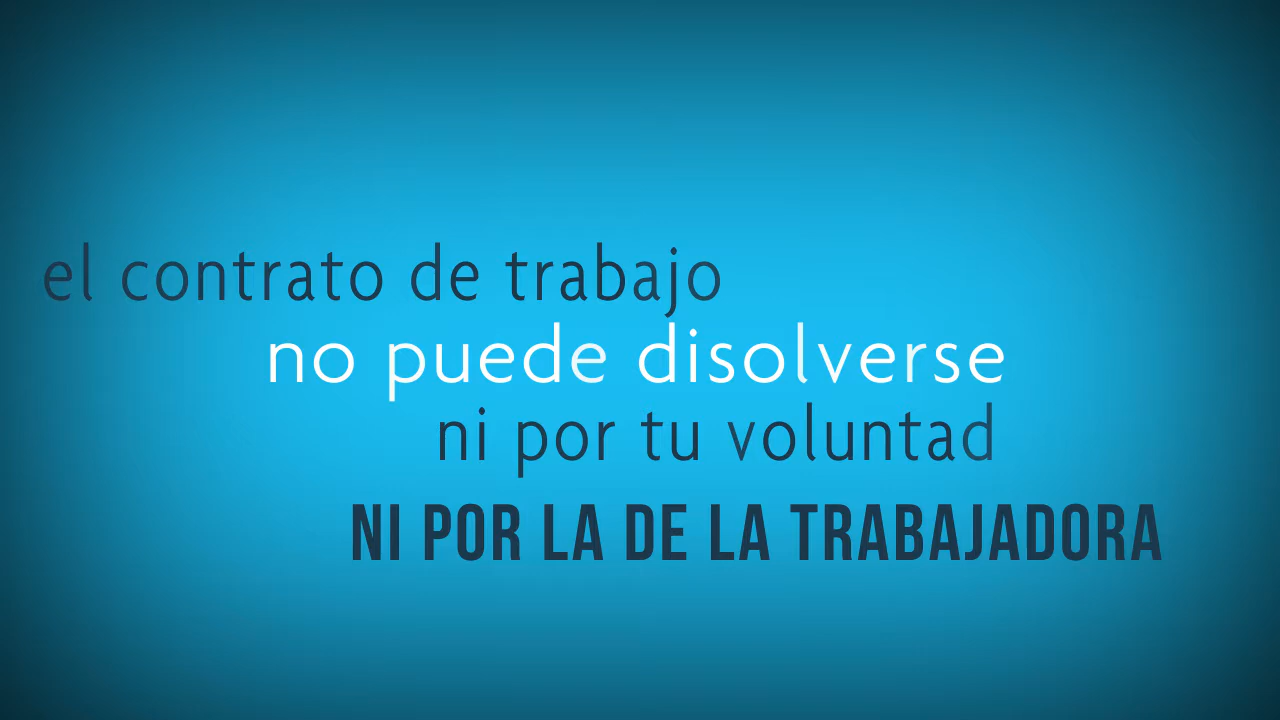 el contrato de trabajo
no puede disolverse
ni por tu voluntad
NI POR LA DE LA TRABAJADORA